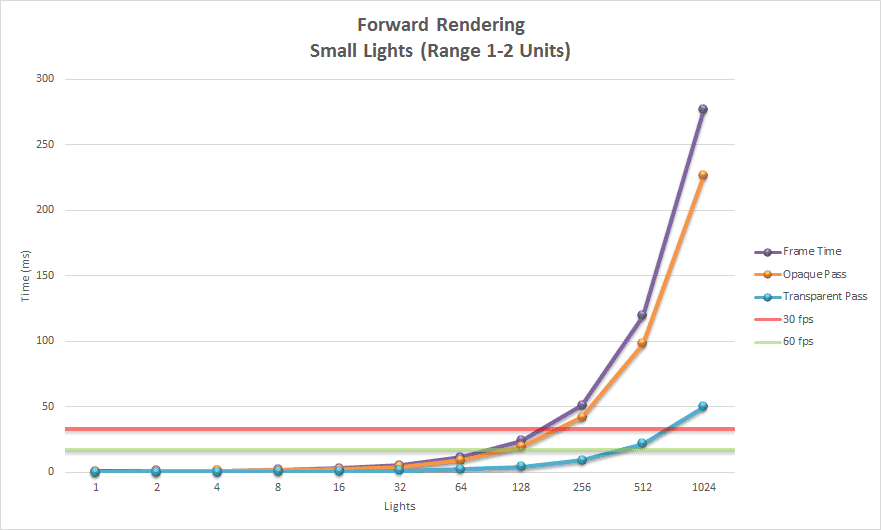 Forward Rendering
Small Lights (Range 1-2 Units)
300
250
200
150
100
50
0
Time (ms)
1 2 4 8 16 32 64 128 256 512 1024
Lights
Frame Time
Opaque Pass
Transparent Pass
30 fps
60 fps